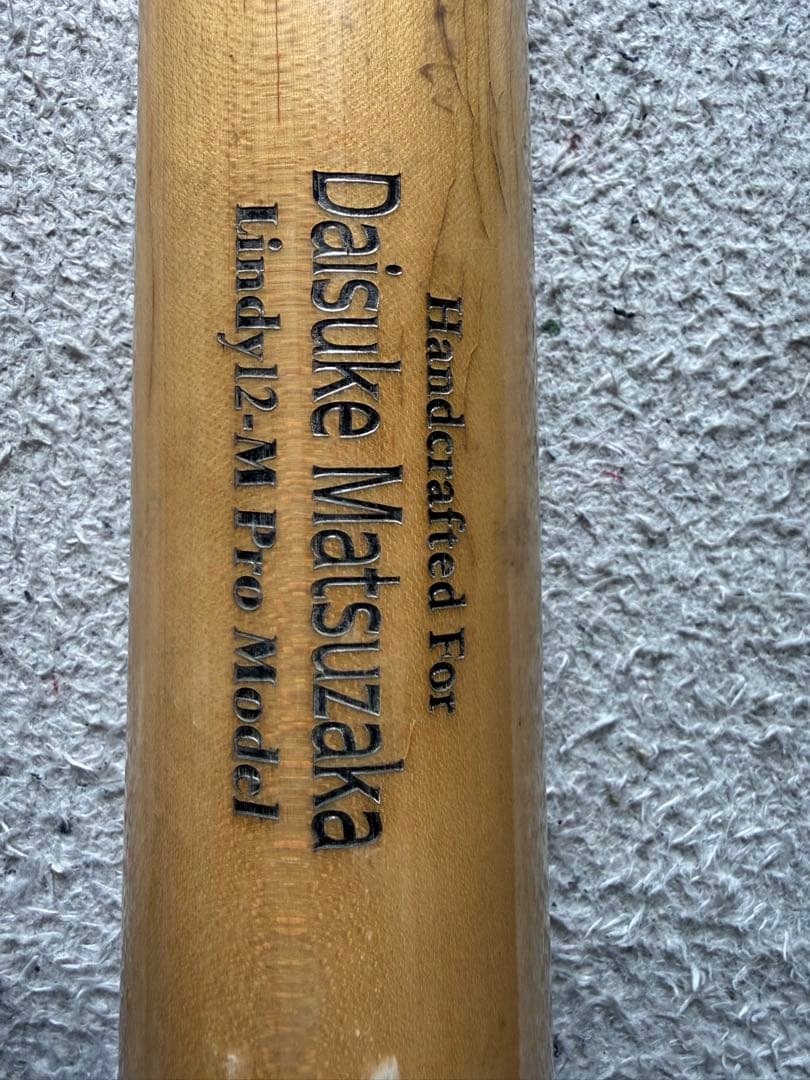 Handcrafted For
Daisuke Matsuzaka
Lindy12-M Pro Model